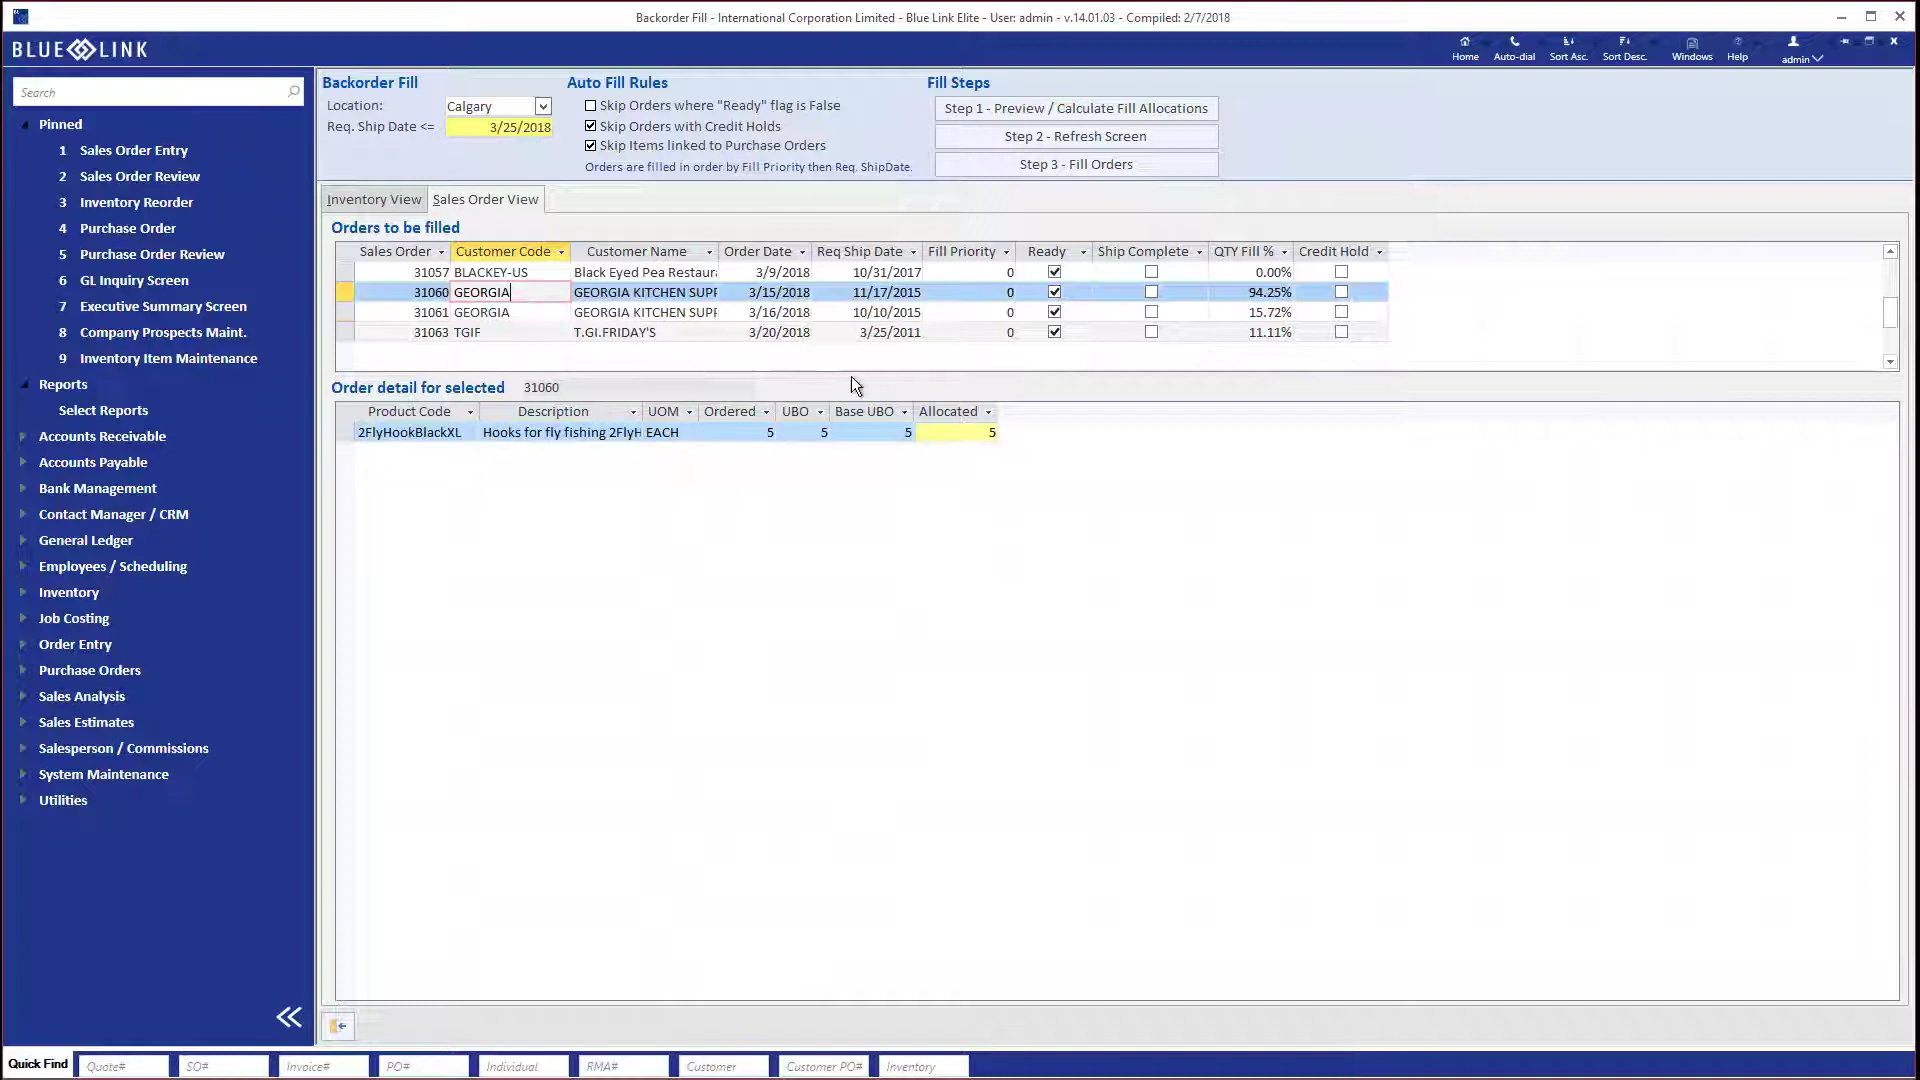 Backorder Fill - International Corporation Limited - Blue Link Elite - User: admin - v.14.01.03 - Compiled: 2/7/2018
BLUE LINK
Home Auto-dial Sort Asc. Sort Desc. Windows Help admin
Search
Pinned
1 Sales Order Entry
2 Sales Order Review
3 Inventory Reorder
4 Purchase Order
5 Purchase Order Review
6 GL Inquiry Screen
7 Executive Summary Screen
8 Company Prospects Maint.
9 Inventory Item Maintenance
Reports
Select Reports
Accounts Receivable
Accounts Payable
Bank Management
Contact Manager / CRM
General Ledger
Employees / Scheduling
Inventory
Job Costing
Order Entry
Purchase Orders
Sales Analysis
Sales Estimates
Salesperson / Commissions
System Maintenance
Utilities
Backorder Fill
Location: Calgary
Req. Ship Date <= 3/25/2018
Auto Fill Rules
Skip Orders where "Ready" flag is False
Skip Orders with Credit Holds
Skip Items linked to Purchase Orders
Orders are filled in order by Fill Priority then Req. ShipDate.
Fill Steps
Step 1 - Preview / Calculate Fill Allocations
Step 2 - Refresh Screen
Step 3 - Fill Orders
Inventory View Sales Order View
Orders to be filled
Sales Order Customer Code Customer Name Order Date Req Ship Date Fill Priority Ready Ship Complete QTY Fill % Credit Hold
31057 BLACKEY-US Black Eyed Pea Restaura 3/9/2018 10/31/2017 0 0.00%
31060 GEORGIA GEORGIA KITCHEN SUPF 3/15/2018 11/17/2015 0 94.25%
31061 GEORGIA GEORGIA KITCHEN SUPF 3/16/2018 10/10/2015 0 15.72%
31063 TGIF T.GI.FRIDAY'S 3/20/2018 3/25/2011 0 11.11%
Order detail for selected 31060
Product Code Description UOM Ordered UBO Base UBO Allocated
2FlyHookBlackXL Hooks for fly fishing 2FlyH EACH 5 5 5 5
Quick Find Quote# SO# Invoice# PO# Individual RMA# Customer Customer PO# Inventory